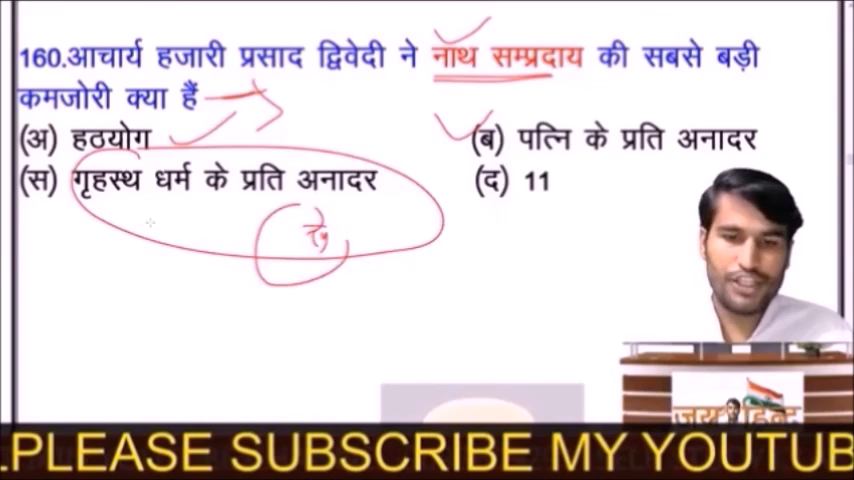 160.आचार्य हजारी प्रसाद द्विवेदी ने नाथ सम्प्रदाय की सबसे बड़ी
कमजोरी क्या हैं
(अ) हठयोग (ब) पत्नि के प्रति अनादर
(स) गृहस्थ धर्म के प्रति अनादर (द) 11
जय हिन्द
.PLEASE SUBSCRIBE MY YOUTUB